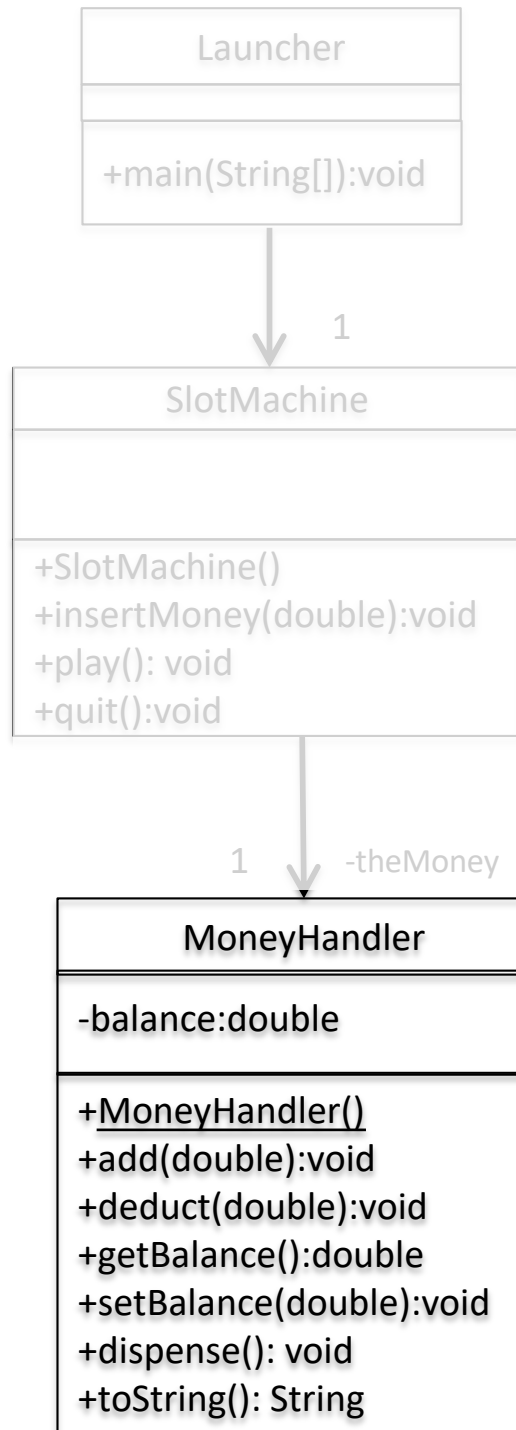 Launcher
+main(String[]):void
1
SlotMachine
+SlotMachine()
+insertMoney(double):void
+play(): void
+quit():void
1 -theMoney
MoneyHandler
-balance:double
+MoneyHandler()
+add(double):void
+deduct(double):void
+getBalance():double
+setBalance(double):void
+dispense(): void
+toString(): String